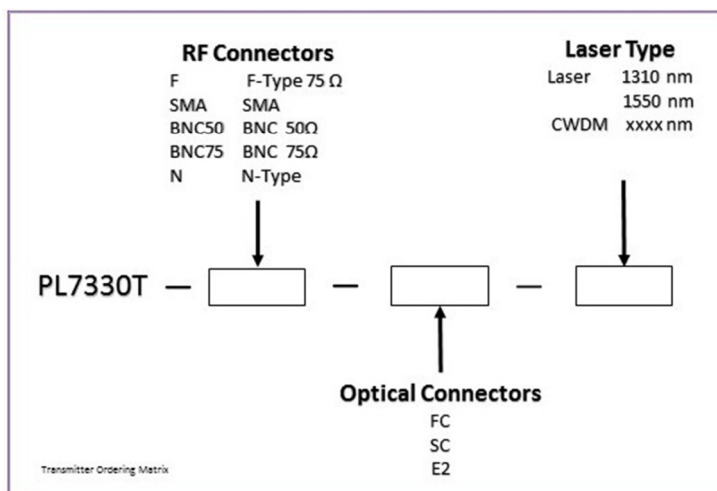 RF Connectors
F F-Type 75 Ω
SMA SMA
BNC50 BNC 50Ω
BNC75 BNC 75Ω
N N-Type
Laser Type
Laser 1310 nm
1550 nm
CWDM xxxx nm
PL7330T — — —
Optical Connectors
FC
SC
E2
Transmitter Ordering Matrix